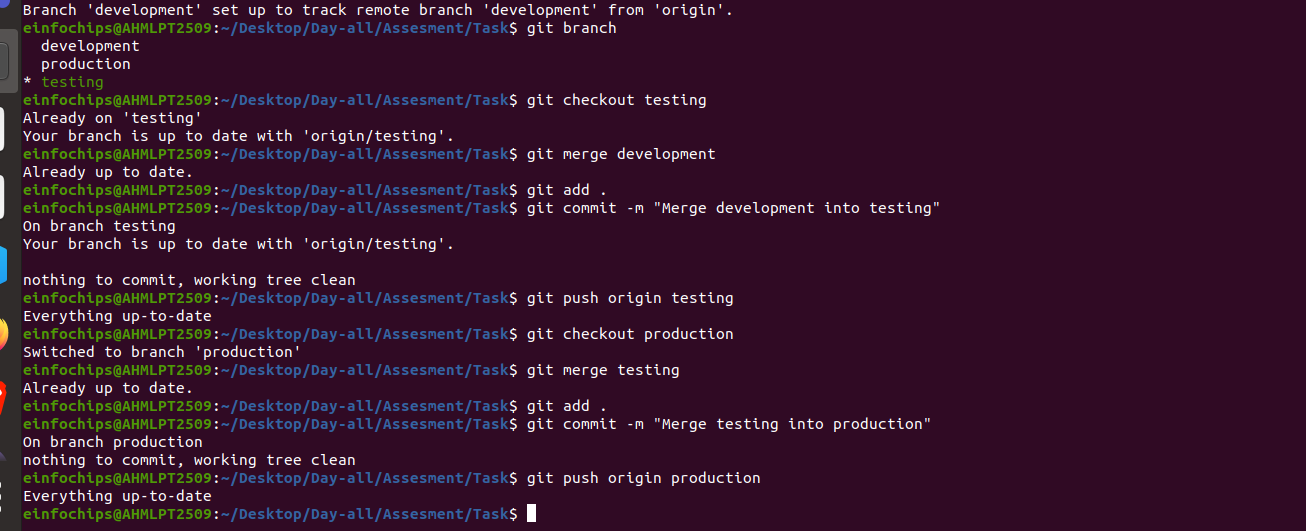 Branch 'development' set up to track remote branch 'development' from 'origin'.
einfochips@AHMLPT2509:~/Desktop/Day-all/Assesment/Task$ git branch
  development
  production
* testing
einfochips@AHMLPT2509:~/Desktop/Day-all/Assesment/Task$ git checkout testing
Already on 'testing'
Your branch is up to date with 'origin/testing'.
einfochips@AHMLPT2509:~/Desktop/Day-all/Assesment/Task$ git merge development
Already up to date.
einfochips@AHMLPT2509:~/Desktop/Day-all/Assesment/Task$ git add .
einfochips@AHMLPT2509:~/Desktop/Day-all/Assesment/Task$ git commit -m "Merge development into testing"
On branch testing
Your branch is up to date with 'origin/testing'.

nothing to commit, working tree clean
einfochips@AHMLPT2509:~/Desktop/Day-all/Assesment/Task$ git push origin testing
Everything up-to-date
einfochips@AHMLPT2509:~/Desktop/Day-all/Assesment/Task$ git checkout production
Switched to branch 'production'
einfochips@AHMLPT2509:~/Desktop/Day-all/Assesment/Task$ git merge testing
Already up to date.
einfochips@AHMLPT2509:~/Desktop/Day-all/Assesment/Task$ git add .
einfochips@AHMLPT2509:~/Desktop/Day-all/Assesment/Task$ git commit -m "Merge testing into production"
On branch production
nothing to commit, working tree clean
einfochips@AHMLPT2509:~/Desktop/Day-all/Assesment/Task$ git push origin production
Everything up-to-date
einfochips@AHMLPT2509:~/Desktop/Day-all/Assesment/Task$